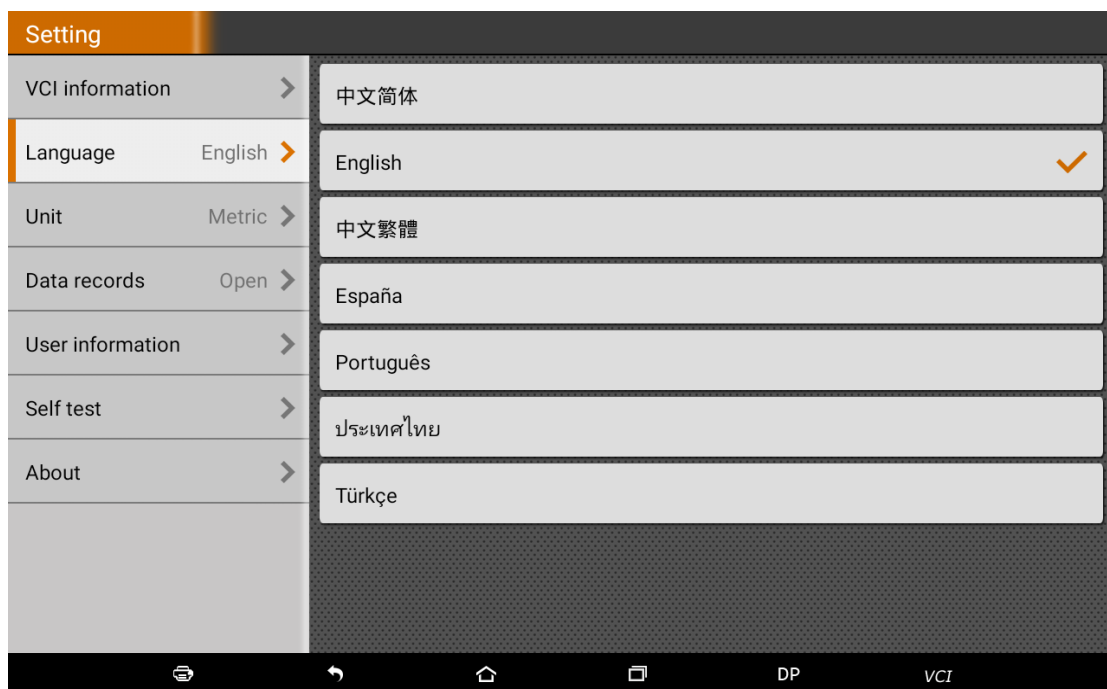 Setting
VCI information
Language English
Unit Metric
Data records Open
User information
Self test
About
中文简体
English
中文繁體
España
Português
ประเทศไทย
Türkçe
DP VCI